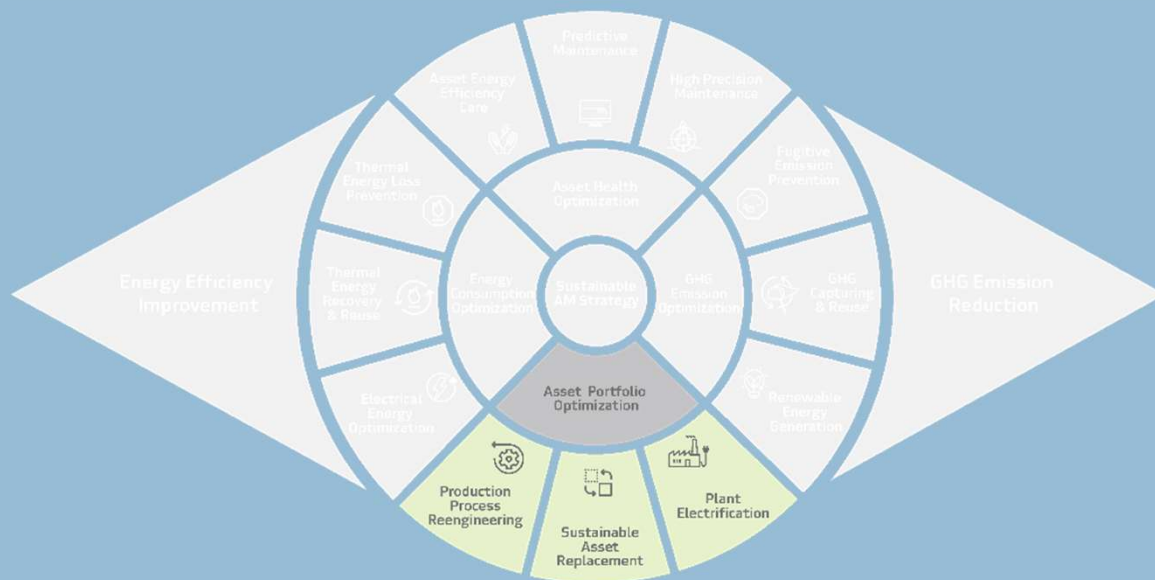 Predictive
Maintenance
Asset Energy
Efficiency
Care
High Precision
Maintenance
Thermal
Energy Loss
Prevention
Fugitive
Emission
Prevention
Asset Health
Optimization
Energy Efficiency
Improvement
Thermal
Energy
Recovery
& Reuse
Energy
Consumption
Optimization
Sustainable
AM Strategy
GHG
Emission
Optimization
GHG
Capturing
& Reuse
GHG Emission
Reduction
Electrical
Energy
Optimization
Asset Portfolio
Optimization
Renewable
Energy
Generation
Production
Process
Reengineering
Sustainable
Asset
Replacement
Plant
Electrification